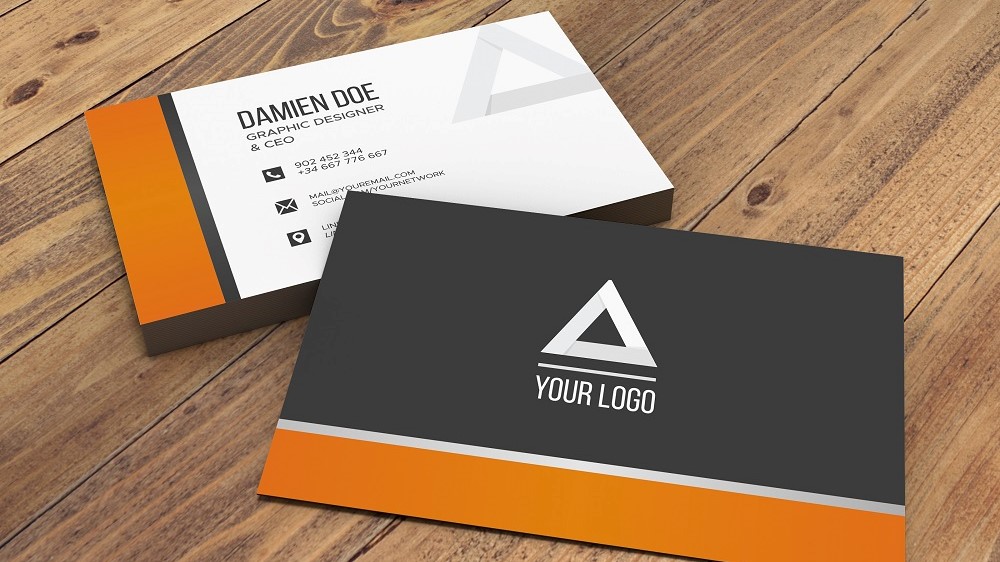 DAMIEN DOE
GRAPHIC DESIGNER
& CEO
902 452 344
+34 667 776 667
MAIL@YOUREMAIL.COM
YOUR LOGO